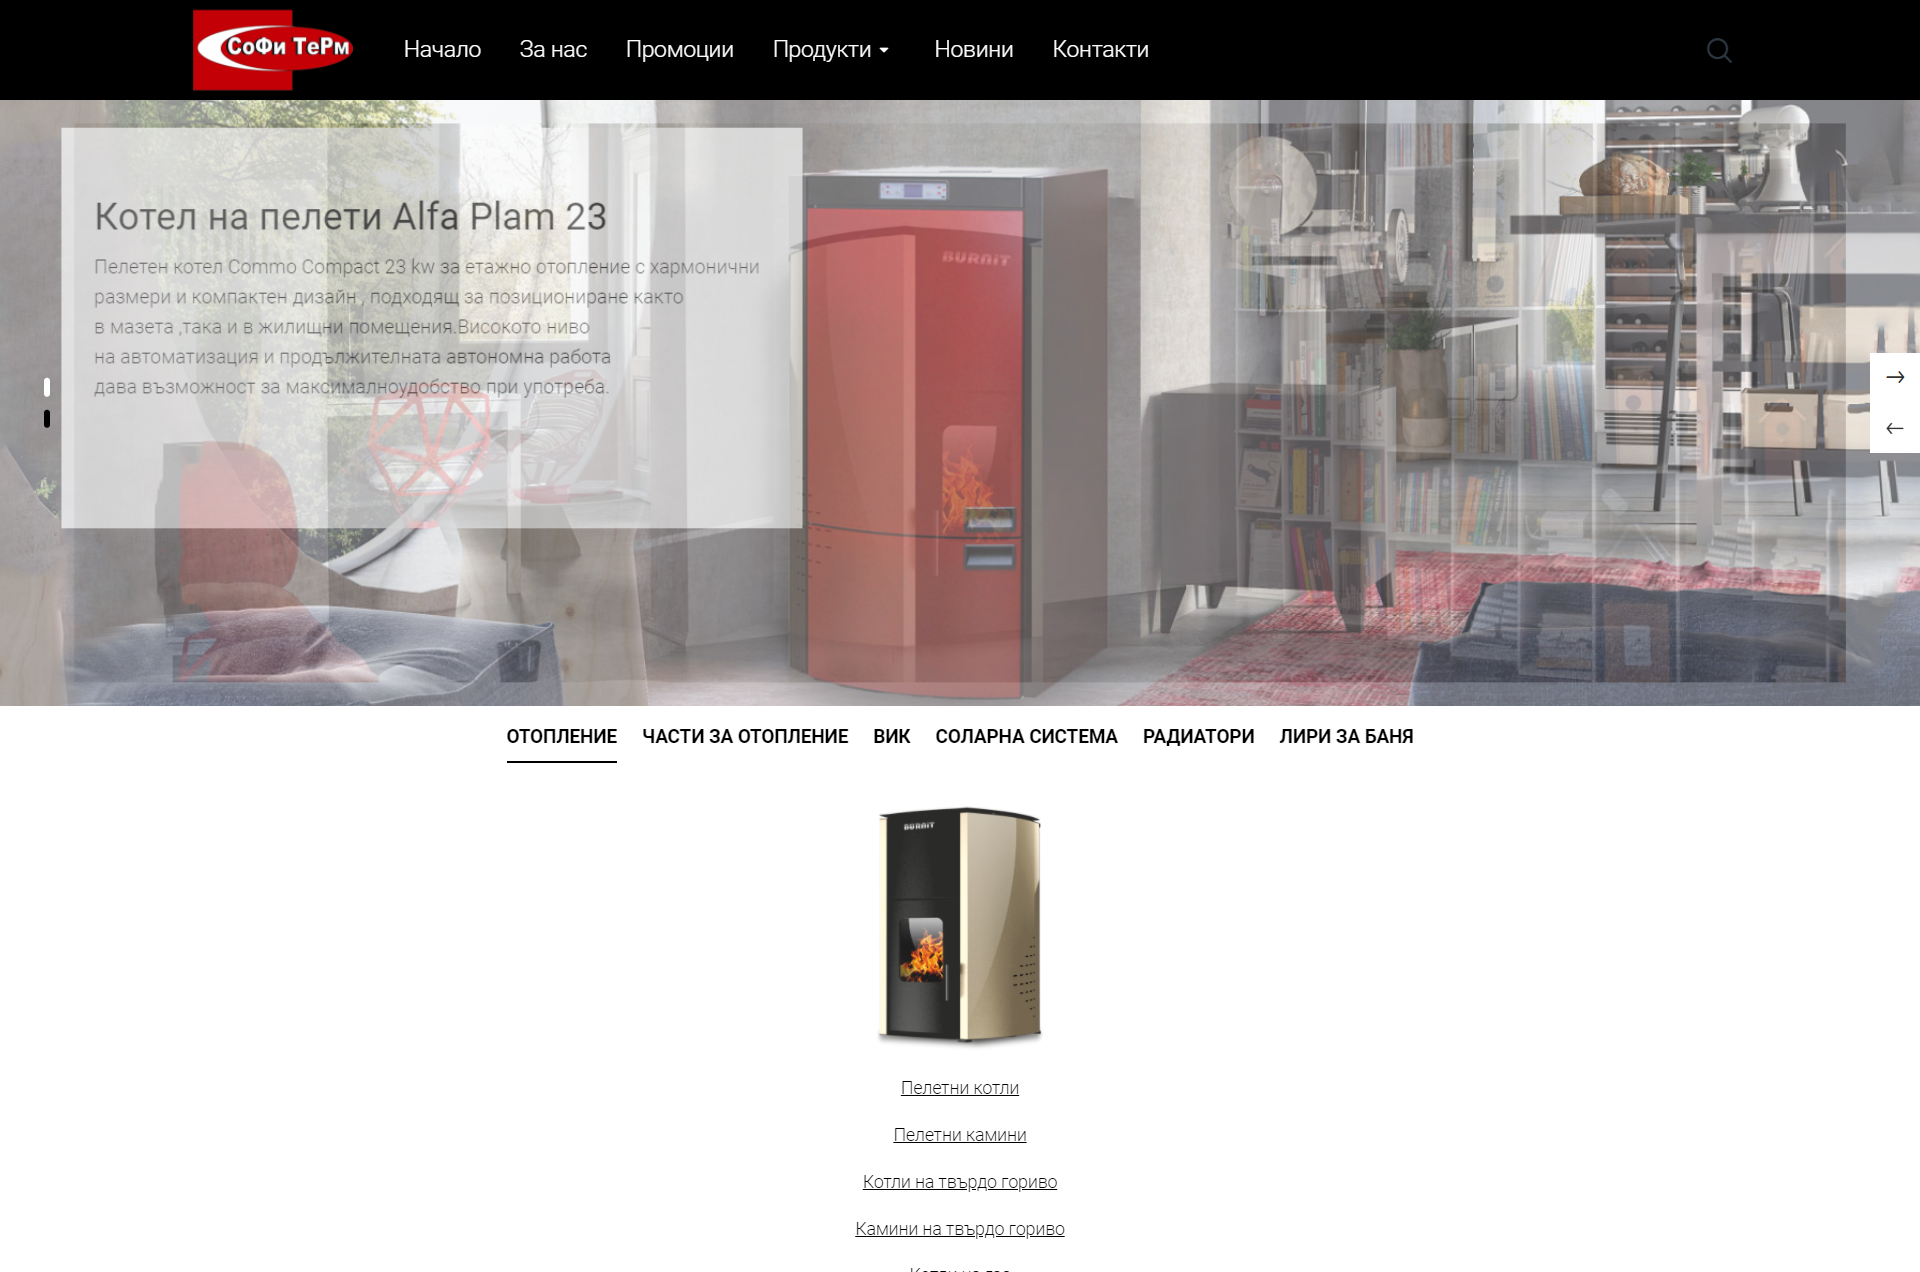 СоФи ТеРм
Начало
За нас
Промоции
Продукти
Новини
Контакти
Котел на пелети Alfa Plam 23
Пелетен котел Commo Compact 23 kw за етажно отопление с хармонични
размери и компактен дизайн , подходящ за позициониране както
в мазета ,така и в жилищни помещения.Високото ниво
на автоматизация и продължителната автономна работа
дава възможност за максималноудобство при употреба.
BURNIT
ОТОПЛЕНИЕ
ЧАСТИ ЗА ОТОПЛЕНИЕ
ВИК
СОЛАРНА СИСТЕМА
РАДИАТОРИ
ЛИРИ ЗА БАНЯ
BURNIT
Пелетни котли
Пелетни камини
Котли на твърдо гориво
Камини на твърдо гориво